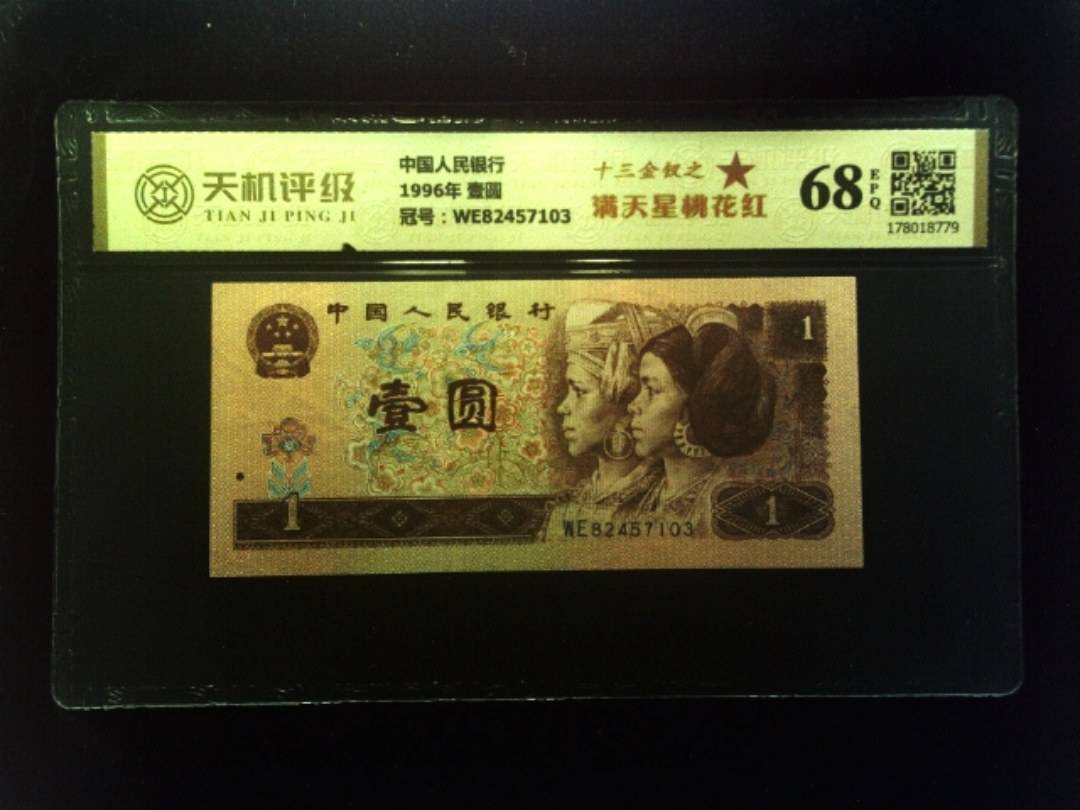 天机评级
TIAN JI PING JI
中国人民银行
1996年 壹圆
冠号：WE82457103
十三金钗之
满天星桃花红
68
EPQ
178018779
中国人民银行
1
壹圆
1
WE82457103
1